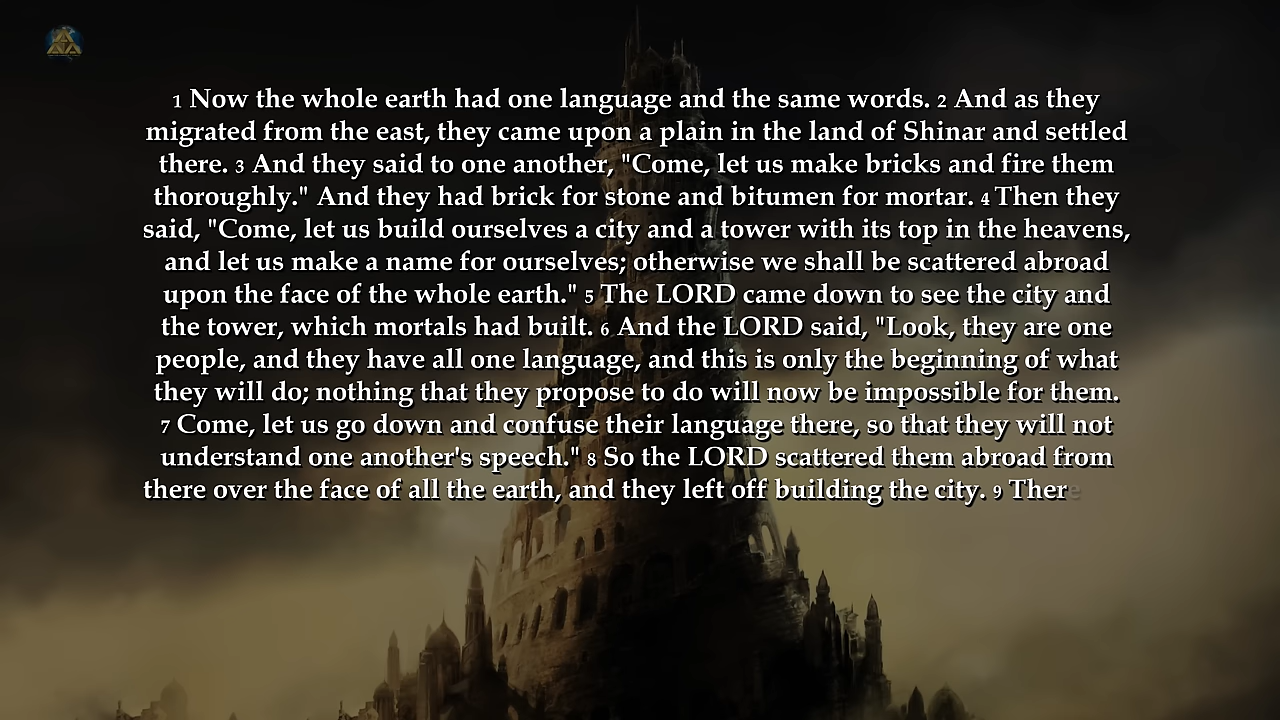 1 Now the whole earth had one language and the same words. 2 And as they
migrated from the east, they came upon a plain in the land of Shinar and settled
there. 3 And they said to one another, "Come, let us make bricks and fire them
thoroughly." And they had brick for stone and bitumen for mortar. 4 Then they
said, "Come, let us build ourselves a city and a tower with its top in the heavens,
and let us make a name for ourselves; otherwise we shall be scattered abroad
upon the face of the whole earth." 5 The LORD came down to see the city and
the tower, which mortals had built. 6 And the LORD said, "Look, they are one
people, and they have all one language, and this is only the beginning of what
they will do; nothing that they propose to do will now be impossible for them.
7 Come, let us go down and confuse their language there, so that they will not
understand one another's speech." 8 So the LORD scattered them abroad from
there over the face of all the earth, and they left off building the city. 9 There